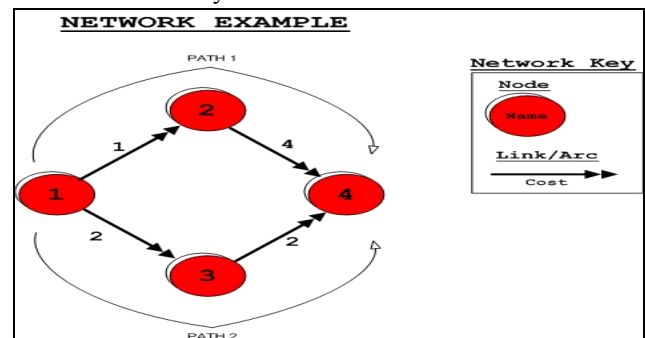 NETWORK EXAMPLE
PATH 1
Network Key
Node
Name
Link/Arc
Cost
2
1
4
1
4
2
2
3
PATH 2